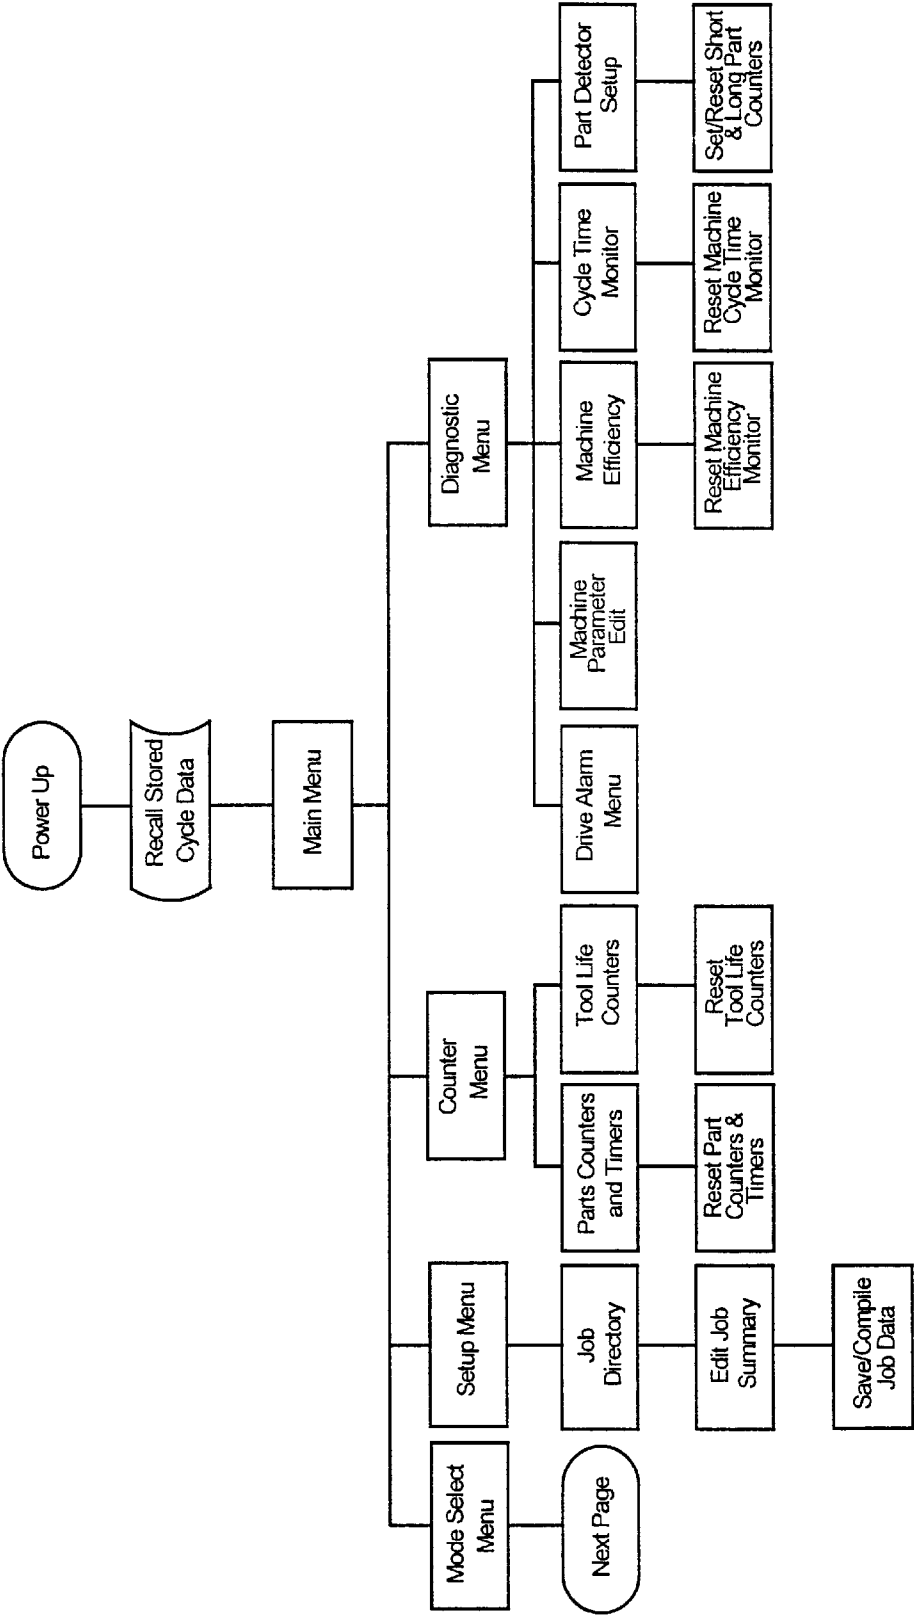 Power Up
Recall Stored
Cycle Data
Main Menu
Mode Select
Menu
Setup Menu
Counter
Menu
Diagnostic
Menu
Next Page
Job
Directory
Parts Counters
and Timers
Tool Life
Counters
Drive Alarm
Menu
Machine
Parameter
Edit
Machine
Efficiency
Cycle Time
Monitor
Part Detector
Setup
Edit Job
Summary
Reset Part
Counters &
Timers
Reset
Tool Life
Counters
Reset Machine
Efficiency
Monitor
Reset Machine
Cycle Time
Monitor
Set/Reset Short
& Long Part
Counters
Save/Compile
Job Data